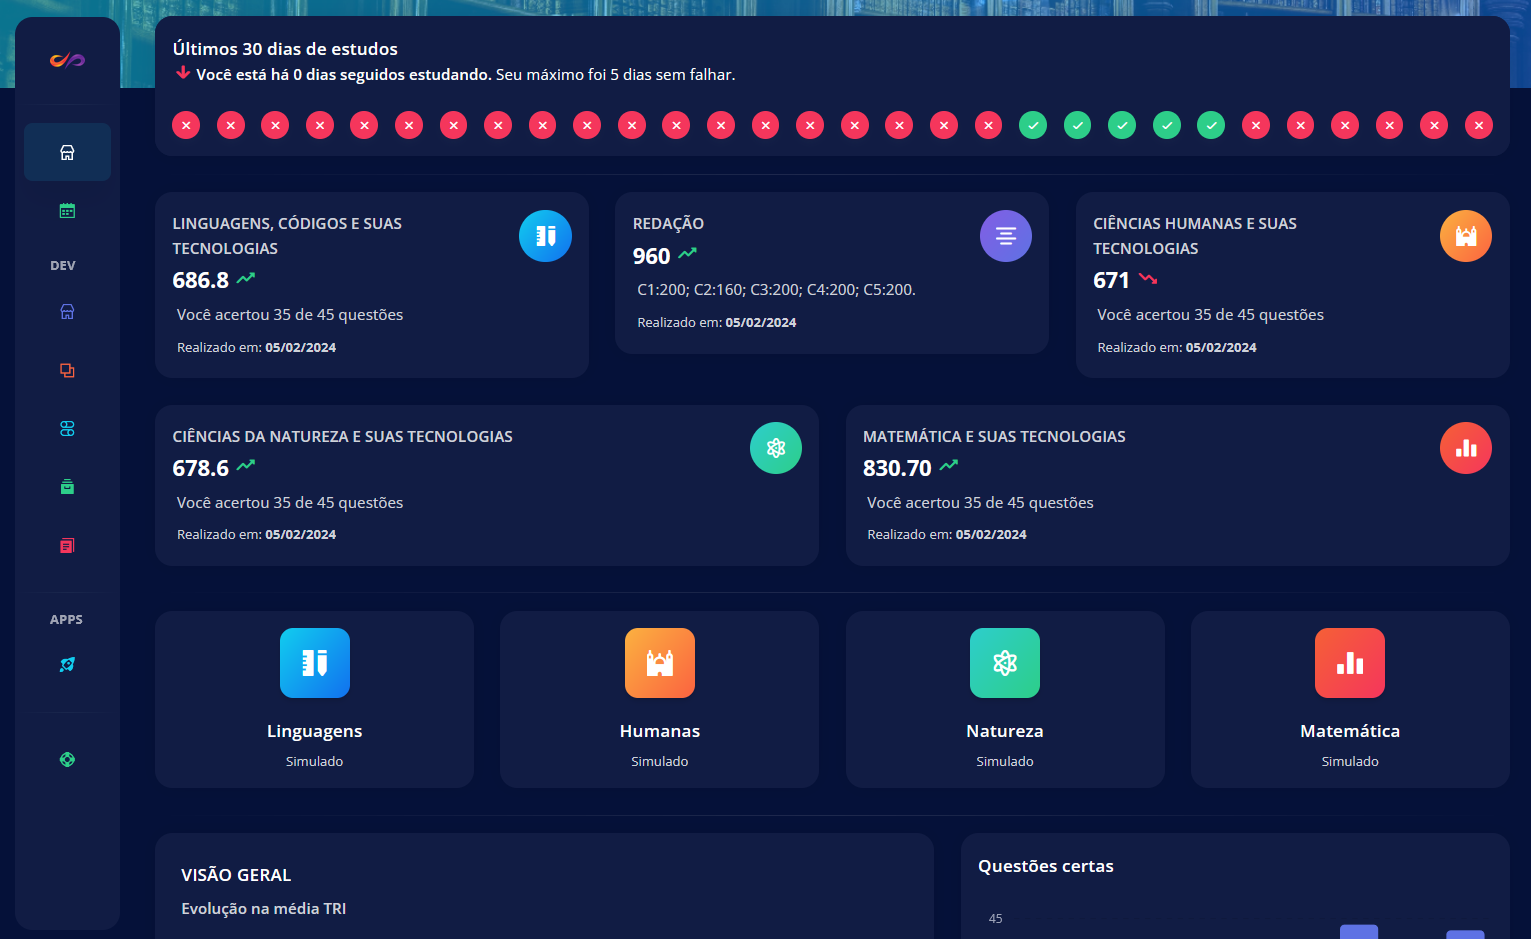 Últimos 30 dias de estudos
Você está há 0 dias seguidos estudando. Seu máximo foi 5 dias sem falhar.
LINGUAGENS, CÓDIGOS E SUAS
TECNOLOGIAS
686.8
Você acertou 35 de 45 questões
Realizado em: 05/02/2024
REDAÇÃO
960
C1:200; C2:160; C3:200; C4:200; C5:200.
Realizado em: 05/02/2024
CIÊNCIAS HUMANAS E SUAS
TECNOLOGIAS
671
Você acertou 35 de 45 questões
Realizado em: 05/02/2024
DEV
CIÊNCIAS DA NATUREZA E SUAS TECNOLOGIAS
678.6
Você acertou 35 de 45 questões
Realizado em: 05/02/2024
MATEMÁTICA E SUAS TECNOLOGIAS
830.70
Você acertou 35 de 45 questões
Realizado em: 05/02/2024
APPS
Linguagens
Simulado
Humanas
Simulado
Natureza
Simulado
Matemática
Simulado
VISÃO GERAL
Evolução na média TRI
Questões certas
45